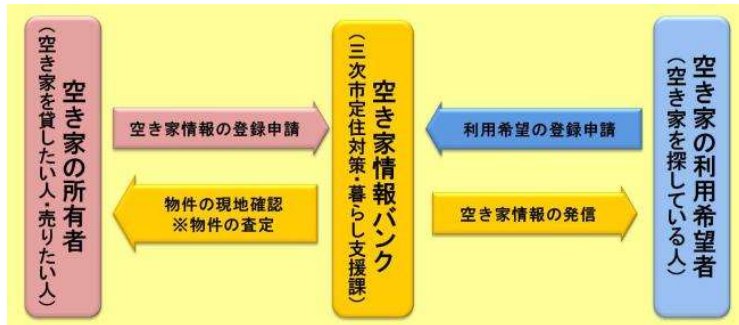 空き家の所有者
（空き家を貸したい人・売りたい人）
空き家情報の登録申請
物件の現地確認
※物件の査定
空き家情報バンク
（三次市定住対策・暮らし支援課）
利用希望の登録申請
空き家情報の発信
空き家の利用希望者
（空き家を探している人）